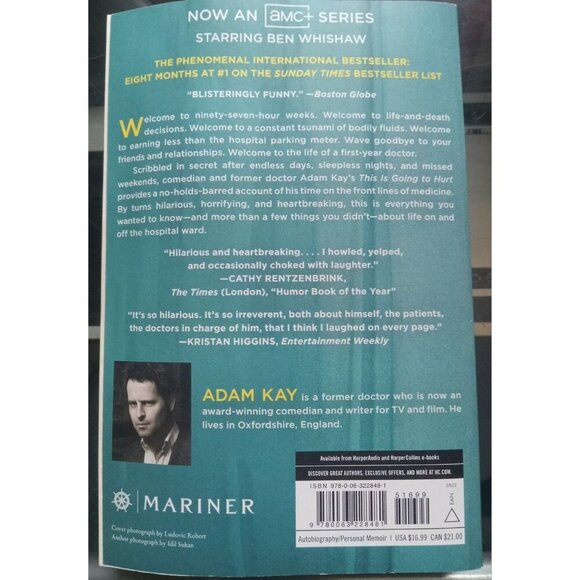 NOW AN amc+ SERIES
STARRING BEN WHISHAW
THE PHENOMENAL INTERNATIONAL BESTSELLER:
EIGHT MONTHS AT #1 ON THE SUNDAY TIMES BESTSELLER LIST
"BLISTERINGLY FUNNY." —Boston Globe
Welcome to ninety-seven-hour weeks. Welcome to life-and-death
decisions. Welcome to a constant tsunami of bodily fluids. Welcome
to earning less than the hospital parking meter. Wave goodbye to your
friends and relationships. Welcome to the life of a first-year doctor.
Scribbled in secret after endless days, sleepless nights, and missed
weekends, comedian and former doctor Adam Kay's This Is Going to Hurt
provides a no-holds-barred account of his time on the front lines of medicine.
By turns hilarious, horrifying, and heartbreaking, this is everything you
wanted to know—and more than a few things you didn't—about life on and
off the hospital ward.
"Hilarious and heartbreaking. . . . I howled, yelped,
and occasionally choked with laughter."
—CATHY RENTZENBRINK,
The Times (London), "Humor Book of the Year"
"It's so hilarious. It's so irreverent, both about himself, the patients,
the doctors in charge of him, that I think I laughed on every page."
—KRISTAN HIGGINS, Entertainment Weekly
ADAM KAY is a former doctor who is now an
award-winning comedian and writer for TV and film. He
lives in Oxfordshire, England.
MARINER
Cover photograph by Ludovic Robert
Author photograph by Idil Sukan
Available from HarperAudio and HarperCollins e-books
DISCOVER GREAT AUTHORS, EXCLUSIVE OFFERS, AND MORE AT HC.COM.
ISBN 978-0-06-322848-1
51699
9 780063 228481
EAN
Autobiography/Personal Memoir | USA $16.99 CAN $21.00